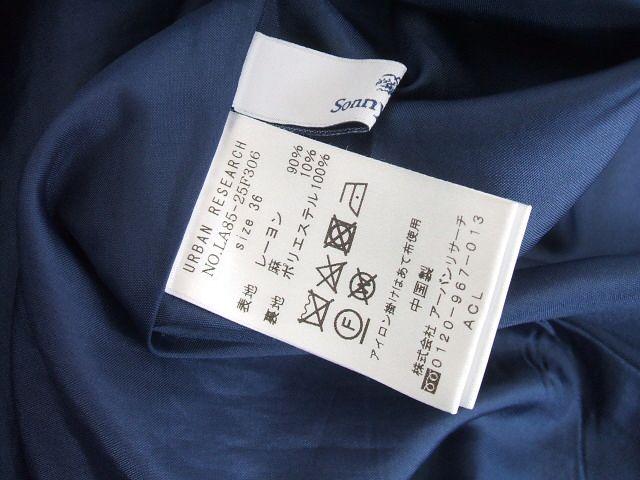 Sonny
URBAN RESEARCH
NO.LA85-25F306
size 36
表地 レーヨン 90%
麻 10%
裏地 ポリエステル100%
F
アイロン掛けはあて布使用
中国製
株式会社 アーバンリサーチ
0120-967-013
ACL